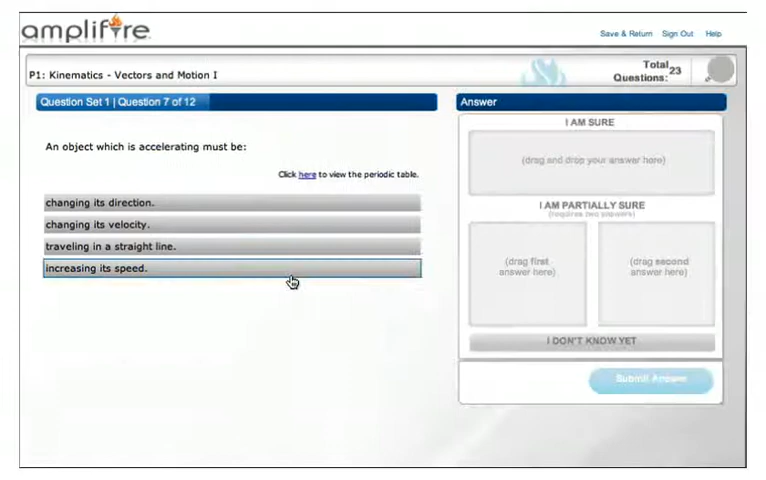 amplifire
Save & Return Sign Out Help
P1: Kinematics - Vectors and Motion I
Total
Questions: 23
Question Set 1 | Question 7 of 12
Answer
An object which is accelerating must be:
Click here to view the periodic table.
changing its direction.
changing its velocity.
traveling in a straight line.
increasing its speed.
I AM SURE
(drag and drop your answer here)
I AM PARTIALLY SURE
(requires two answers)
(drag first
answer here)
(drag second
answer here)
I DON'T KNOW YET
Submit Answer